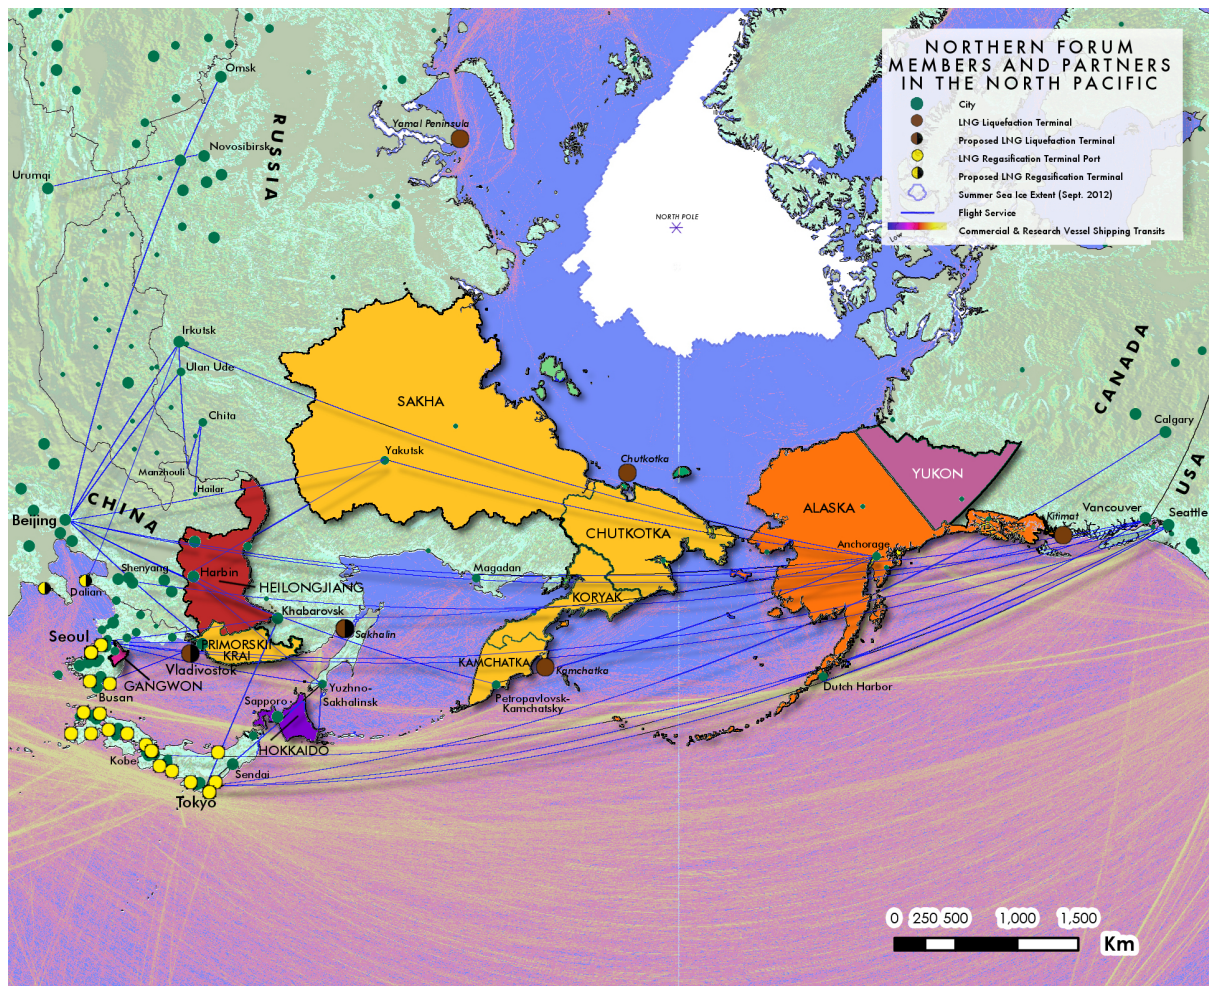 NORTHERN FORUM
MEMBERS AND PARTNERS
IN THE NORTH PACIFIC
City
LNG Liquefaction Terminal
Proposed LNG Liquefaction Terminal
LNG Regasification Terminal Port
Proposed LNG Regasification Terminal
Summer Sea Ice Extent (Sept. 2012)
Flight Service
Low
Commercial & Research Vessel Shipping Transits
Omsk
Yamal Peninsula
RUSSIA
Novosibirsk
Urumqi
NORTH POLE
Irkutsk
Ulan Ude
CANADA
SAKHA
Chita
Calgary
Yakutsk
Chutkotka
Manzhouli
Hailar
YUKON
USA
CHINA
Beijing
ALASKA
Kitimat
Vancouver
Seattle
CHUTKOTKA
Anchorage
Shenyang
Harbin
Magadan
Dalian
HEILONGJIANG
KORYAK
Khabarovsk
Seoul
Sakhalin
PRIMORSKII
KRAI
KAMCHATKA
Kamchatka
Vladivostok
GANGWON
Yuzhno-
Sakhalinsk
Dutch Harbor
Busan
Sapporo
Petropavlovsk-
Kamchatsky
HOKKAIDO
Kobe
Sendai
Tokyo
0 250 500 1,000 1,500
Km